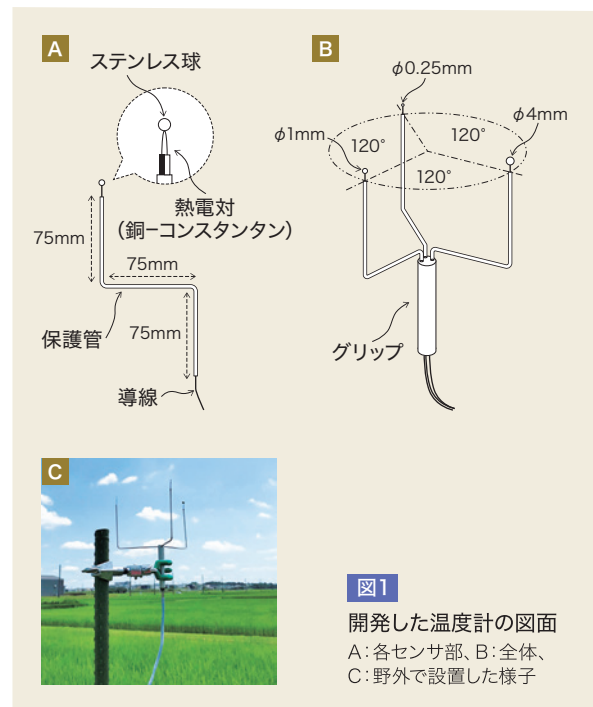 A
ステンレス球
熱電対
（銅ーコンスタンタン）
75mm
75mm
75mm
保護管
導線
B
φ0.25mm
φ1mm
φ4mm
120°
120°
120°
グリップ
C
図1
開発した温度計の図面
A：各センサ部、B：全体、
C：野外で設置した様子